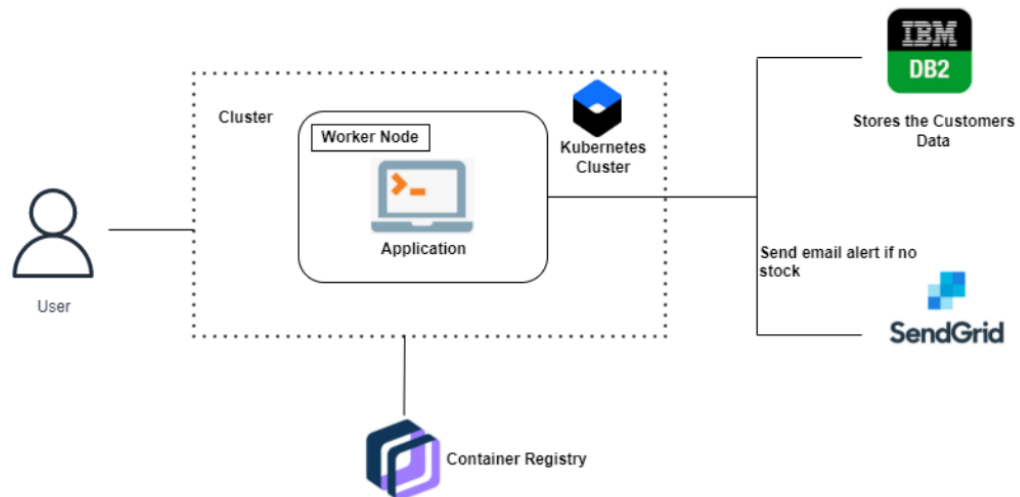 IBM
DB2
Stores the Customers
Data
Cluster
Worker Node
Kubernetes
Cluster
Application
User
Send email alert if no
stock
SendGrid
Container Registry